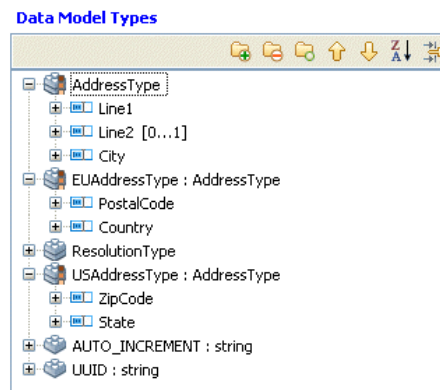 Data Model Types
AddressType
Line1
Line2 [0...1]
City
EUAddressType : AddressType
PostalCode
Country
ResolutionType
USAddressType : AddressType
ZipCode
State
AUTO_INCREMENT : string
UUID : string